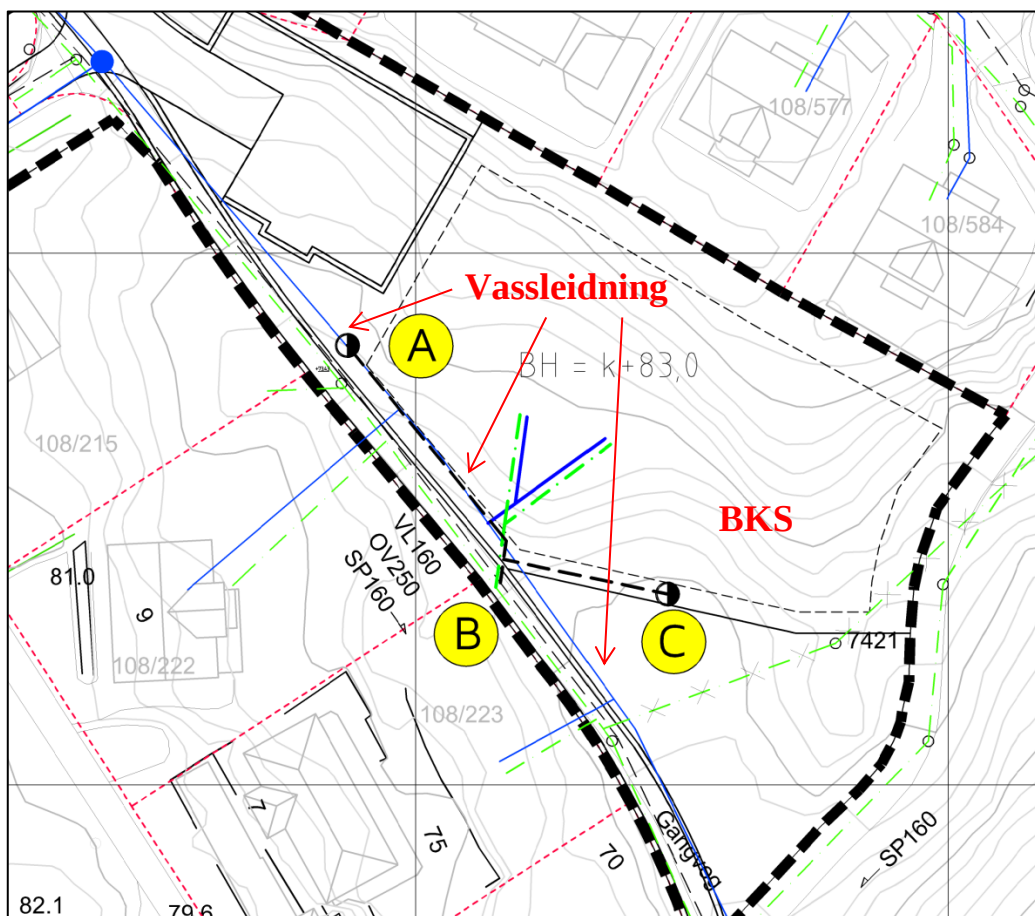 108/577
108/584
Vassleidning
A
BH = k+83,0
108/215
BKS
VL160
OV250
SP160
81.0
9
B
C
7421
108/222
108/223
7
75
70
Gangveg
SP160
82.1
79.6